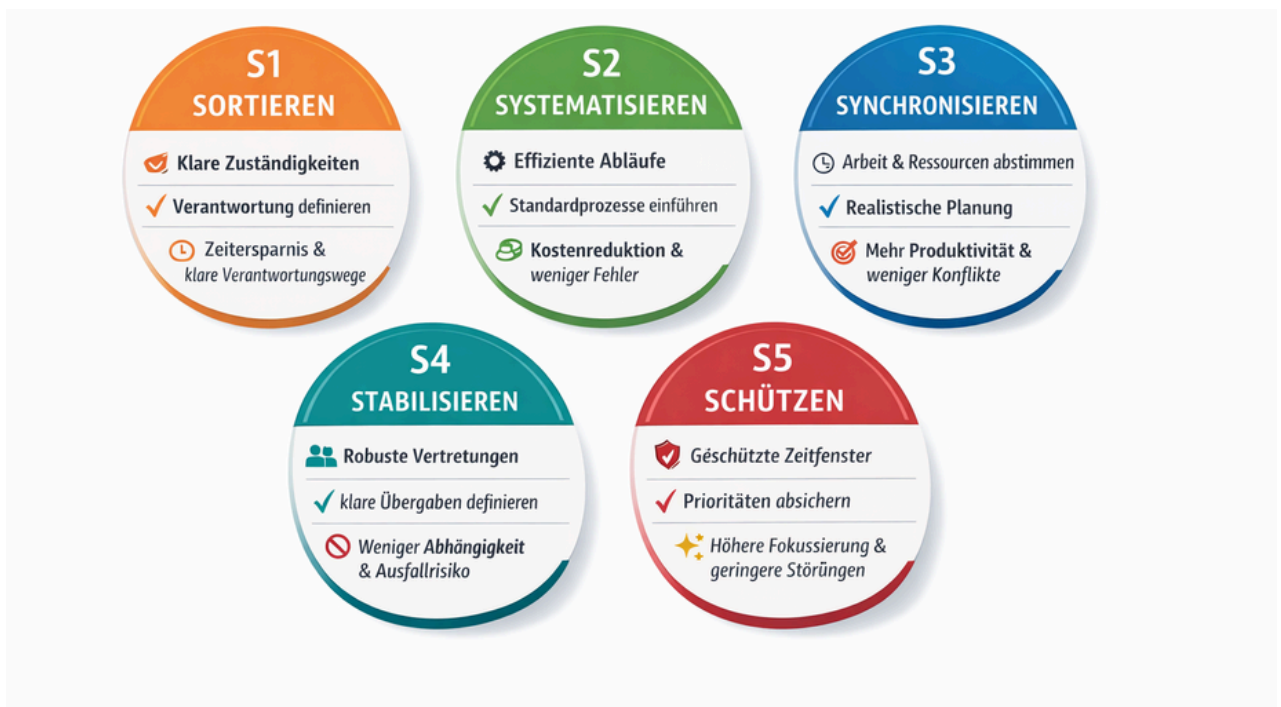 S1
SORTIEREN
Klare Zuständigkeiten
Verantwortung definieren
Zeitersparnis &
klare Verantwortungswege
S2
SYSTEMATISIEREN
Effiziente Abläufe
Standardprozesse einführen
Kostenreduktion &
weniger Fehler
S3
SYNCHRONISIEREN
Arbeit & Ressourcen abstimmen
Realistische Planung
Mehr Produktivität &
weniger Konflikte
S4
STABILISIEREN
Robuste Vertretungen
klare Übergaben definieren
Weniger Abhängigkeit
& Ausfallrisiko
S5
SCHÜTZEN
Géschützte Zeitfenster
Prioritäten absichern
Höhere Fokussierung &
geringere Störüngen